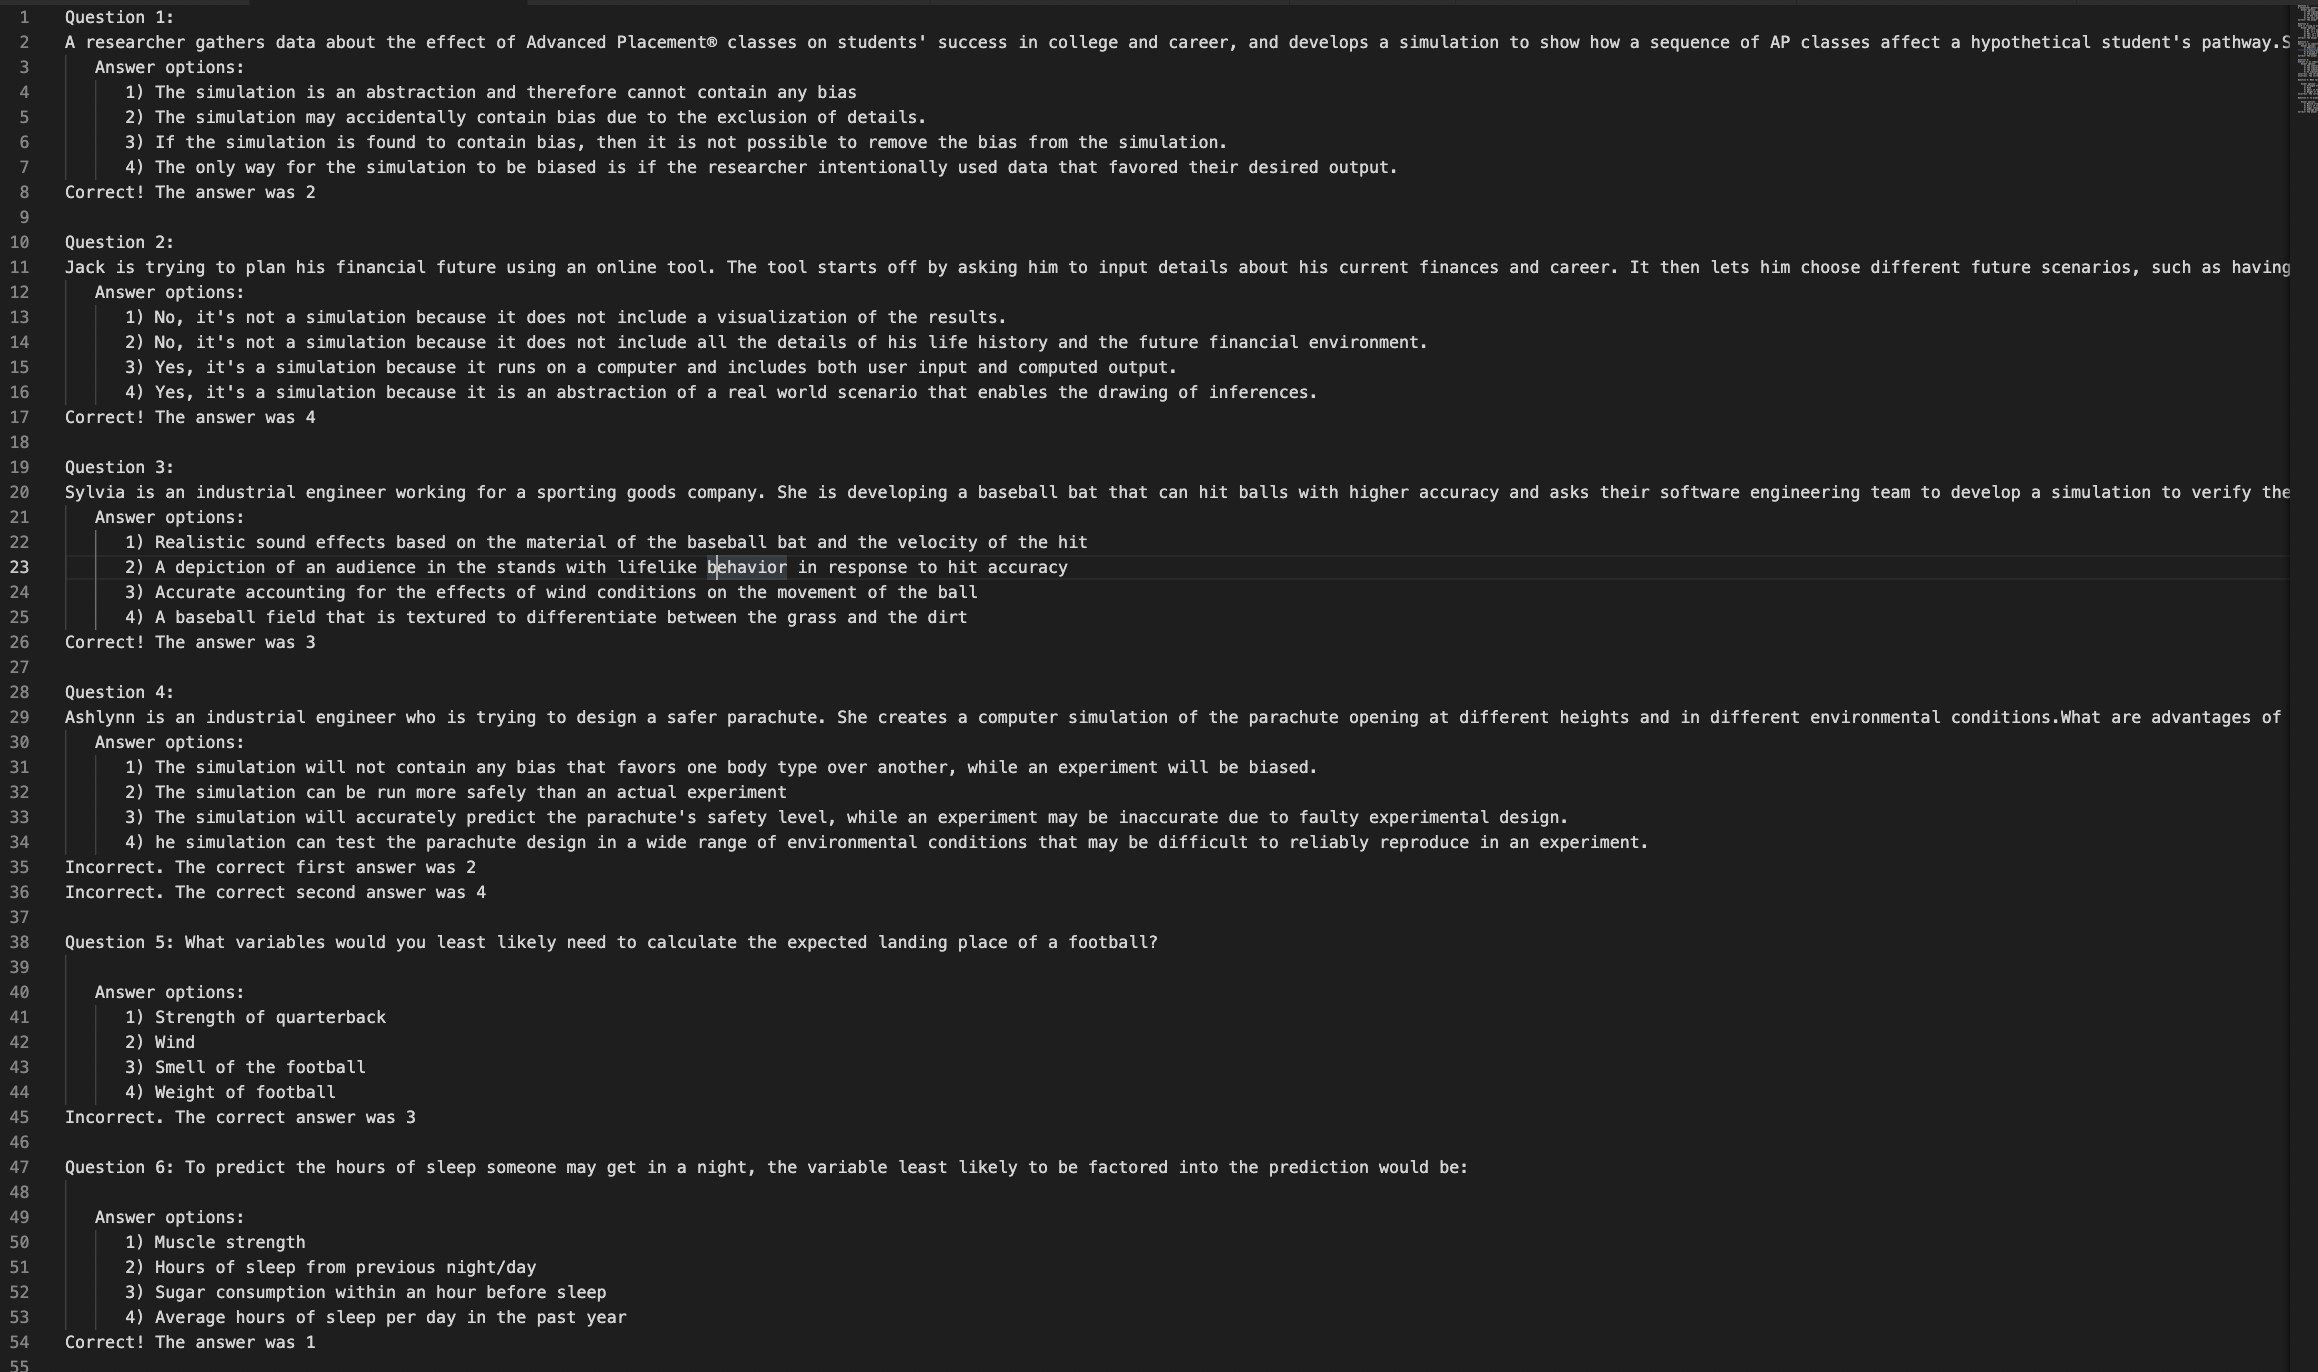 1 Question 1:
2 A researcher gathers data about the effect of Advanced Placement® classes on students' success in college and career, and develops a simulation to show how a sequence of AP classes affect a hypothetical student's pathway.S
3 Answer options:
4 1) The simulation is an abstraction and therefore cannot contain any bias
5 2) The simulation may accidentally contain bias due to the exclusion of details.
6 3) If the simulation is found to contain bias, then it is not possible to remove the bias from the simulation.
7 4) The only way for the simulation to be biased is if the researcher intentionally used data that favored their desired output.
8 Correct! The answer was 2
9
10 Question 2:
11 Jack is trying to plan his financial future using an online tool. The tool starts off by asking him to input details about his current finances and career. It then lets him choose different future scenarios, such as having
12 Answer options:
13 1) No, it's not a simulation because it does not include a visualization of the results.
14 2) No, it's not a simulation because it does not include all the details of his life history and the future financial environment.
15 3) Yes, it's a simulation because it runs on a computer and includes both user input and computed output.
16 4) Yes, it's a simulation because it is an abstraction of a real world scenario that enables the drawing of inferences.
17 Correct! The answer was 4
18
19 Question 3:
20 Sylvia is an industrial engineer working for a sporting goods company. She is developing a baseball bat that can hit balls with higher accuracy and asks their software engineering team to develop a simulation to verify the
21 Answer options:
22 1) Realistic sound effects based on the material of the baseball bat and the velocity of the hit
23 2) A depiction of an audience in the stands with lifelike behavior in response to hit accuracy
24 3) Accurate accounting for the effects of wind conditions on the movement of the ball
25 4) A baseball field that is textured to differentiate between the grass and the dirt
26 Correct! The answer was 3
27
28 Question 4:
29 Ashlynn is an industrial engineer who is trying to design a safer parachute. She creates a computer simulation of the parachute opening at different heights and in different environmental conditions.What are advantages of
30 Answer options:
31 1) The simulation will not contain any bias that favors one body type over another, while an experiment will be biased.
32 2) The simulation can be run more safely than an actual experiment
33 3) The simulation will accurately predict the parachute's safety level, while an experiment may be inaccurate due to faulty experimental design.
34 4) he simulation can test the parachute design in a wide range of environmental conditions that may be difficult to reliably reproduce in an experiment.
35 Incorrect. The correct first answer was 2
36 Incorrect. The correct second answer was 4
37
38 Question 5: What variables would you least likely need to calculate the expected landing place of a football?
39
40 Answer options:
41 1) Strength of quarterback
42 2) Wind
43 3) Smell of the football
44 4) Weight of football
45 Incorrect. The correct answer was 3
46
47 Question 6: To predict the hours of sleep someone may get in a night, the variable least likely to be factored into the prediction would be:
48
49 Answer options:
50 1) Muscle strength
51 2) Hours of sleep from previous night/day
52 3) Sugar consumption within an hour before sleep
53 4) Average hours of sleep per day in the past year
54 Correct! The answer was 1
55